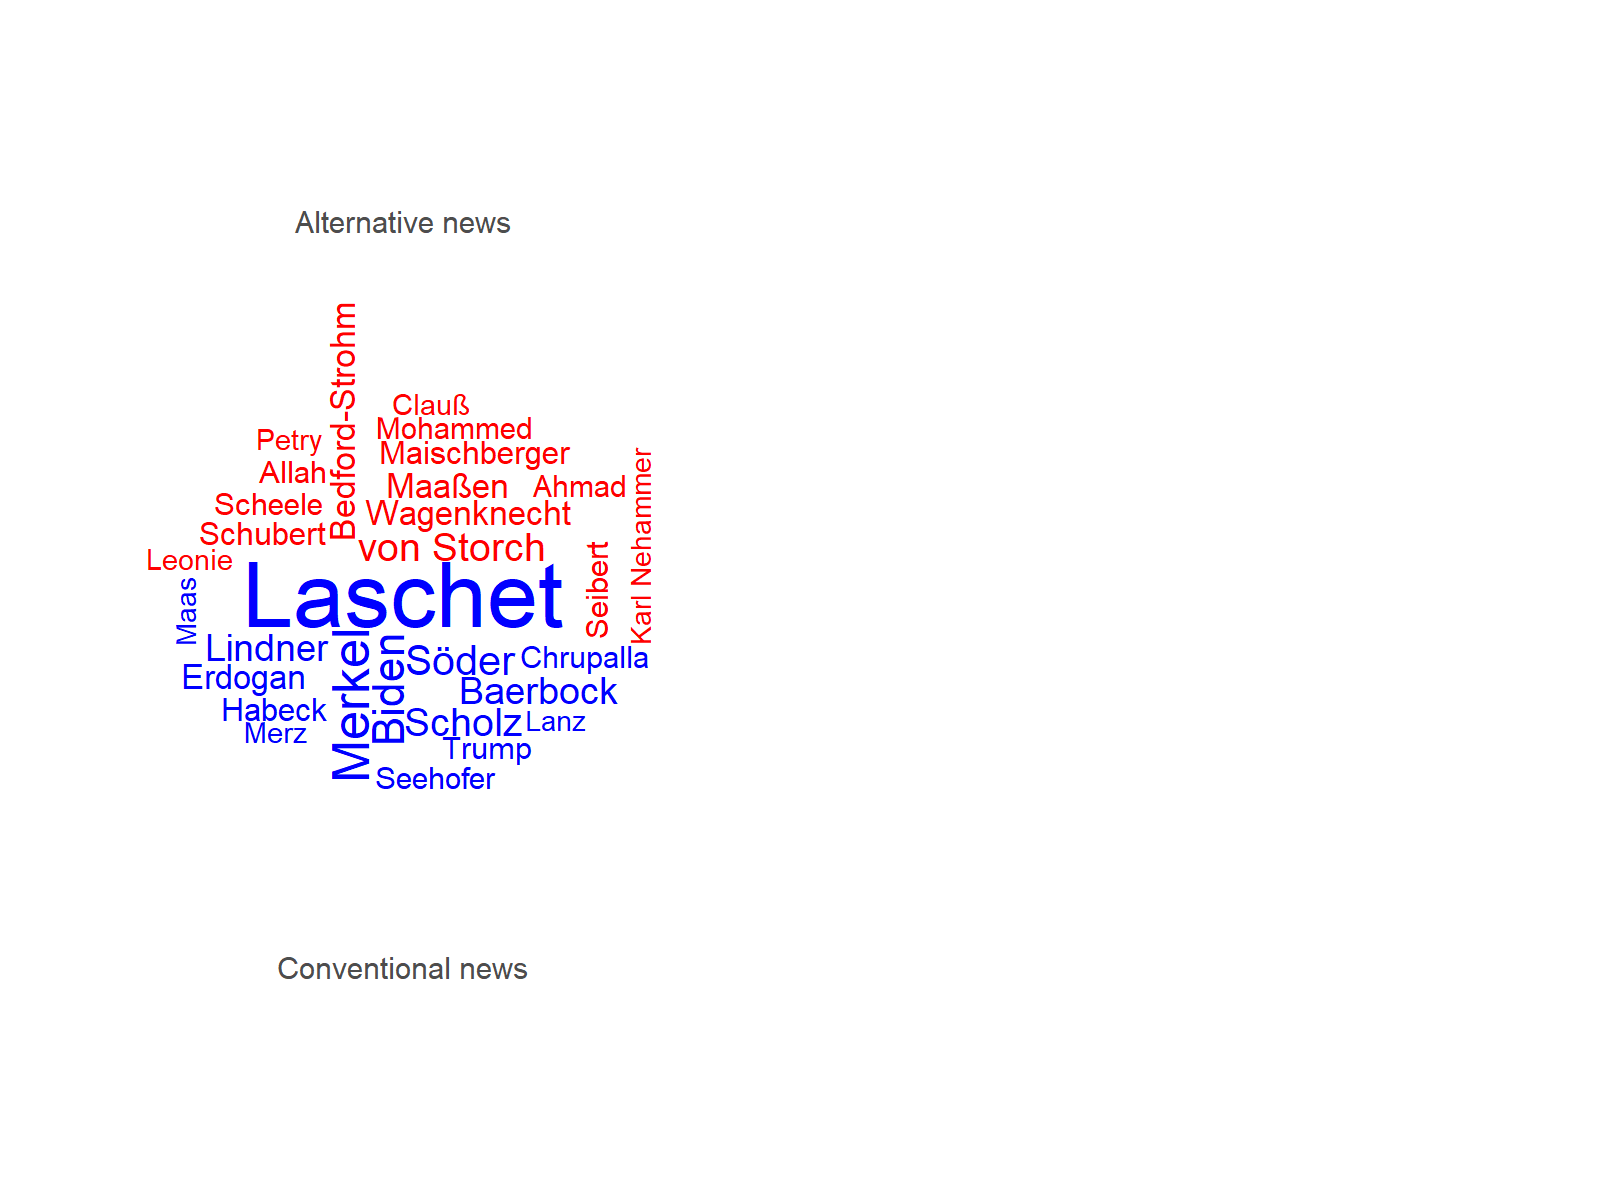 Alternative news
Bedford-Strohm
Clauß
Mohammed
Petry
Maischberger
Allah
Maaßen
Ahmad
Karl Nehammer
Scheele
Wagenknecht
Schubert
von Storch
Leonie
Seibert
Laschet
Maas
Lindner
Merkel
Biden
Söder
Chrupalla
Erdogan
Baerbock
Habeck
Scholz
Lanz
Merz
Trump
Seehofer
Conventional news